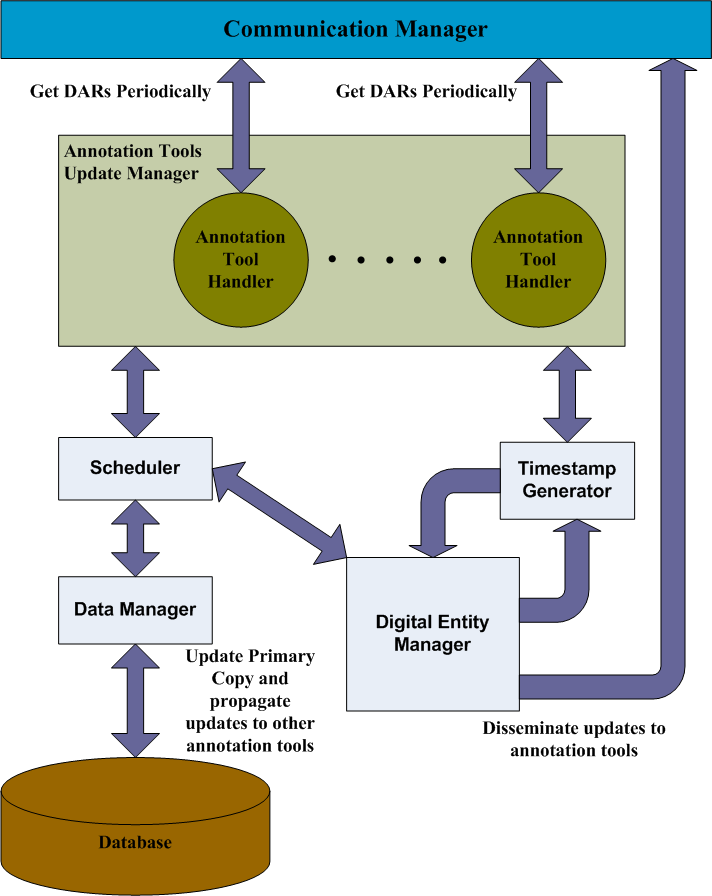 Communication Manager
Get DARs Periodically
Get DARs Periodically
Annotation Tools
Update Manager
Annotation
Tool
Handler
Annotation
Tool
Handler
Scheduler
Timestamp
Generator
Data Manager
Digital Entity
Manager
Update Primary
Copy and
propagate
updates to other
annotation tools
Disseminate updates to
annotation tools
Database